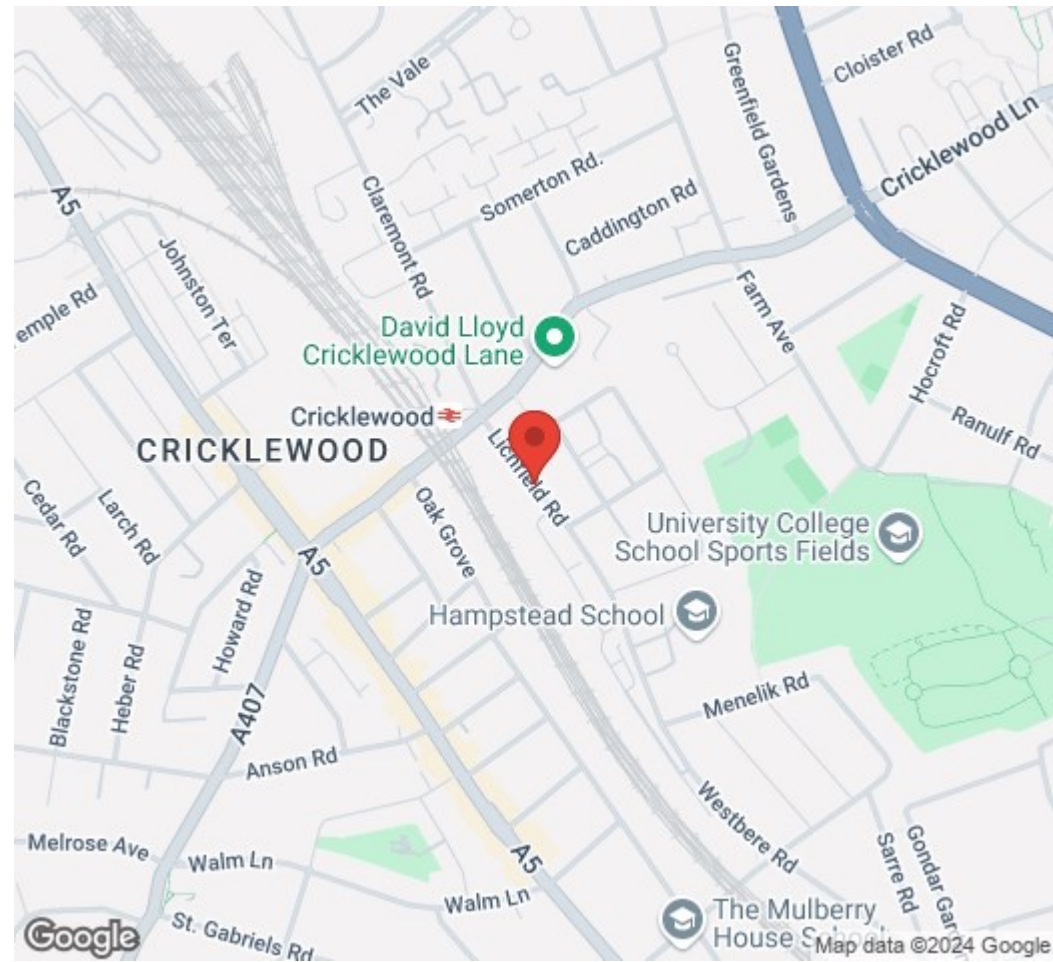 The Vale
Greenfield Gardens
Cloister Rd
Cricklewood Ln
A5
Claremont Rd
Somerton Rd.
Caddington Rd
Johnston Ter
emple Rd
Farm Ave
Hocroft Rd
David Lloyd
Cricklewood Lane
Cricklewood
CRICKLEWOOD
Ranulf Rd
Lichfield Rd
Cedar Rd
Larch Rd
Oak Grove
University College
School Sports Fields
A5
Howard Rd
Hampstead School
Blackstone Rd
Heber Rd
A407
Menelik Rd
Anson Rd
Westbere Rd
Melrose Ave
Walm Ln
A5
Sarre Rd
Gondar Gar
Walm Ln
St. Gabriels Rd
The Mulberry
House School
Google
Map data ©2024 Google